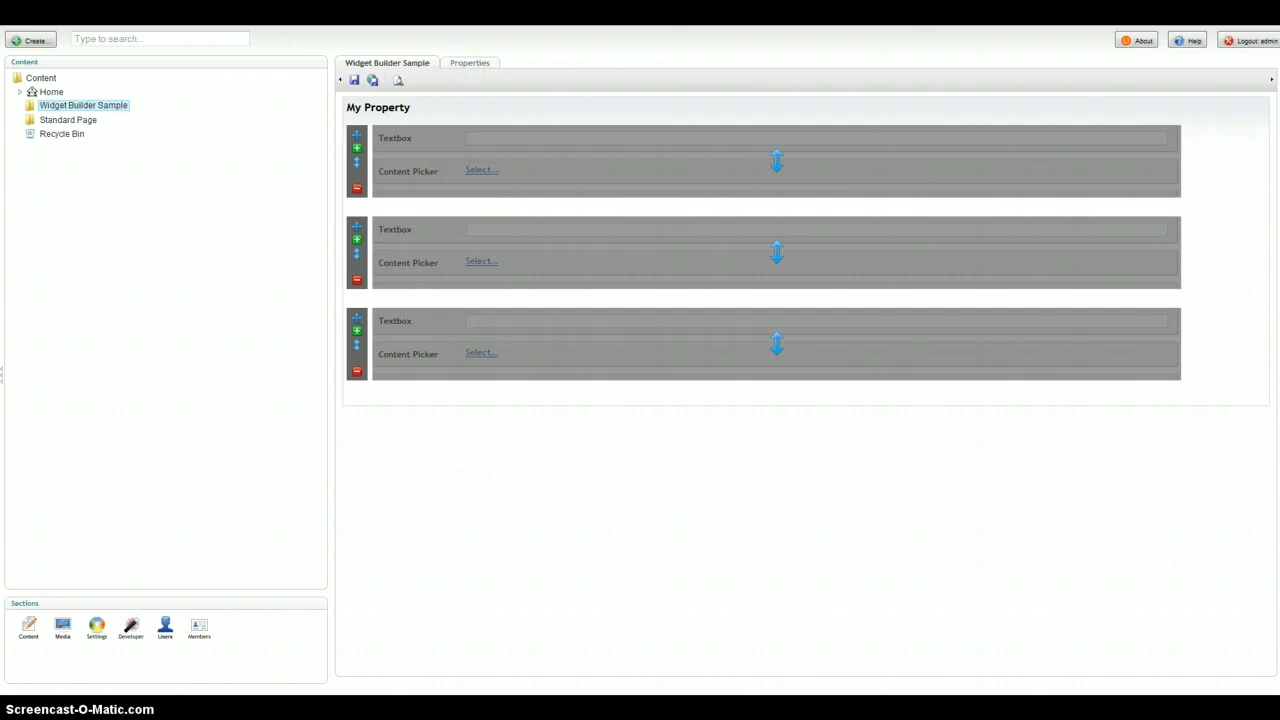 Create...
Type to search...
About
Help
Logout: admin
Content
Content
Home
Widget Builder Sample
Standard Page
Recycle Bin
Widget Builder Sample
Properties
My Property
Textbox
Content Picker
Select...
Textbox
Content Picker
Select...
Textbox
Content Picker
Select...
Sections
Content
Media
Settings
Developer
Users
Members
Screencast-O-Matic.com